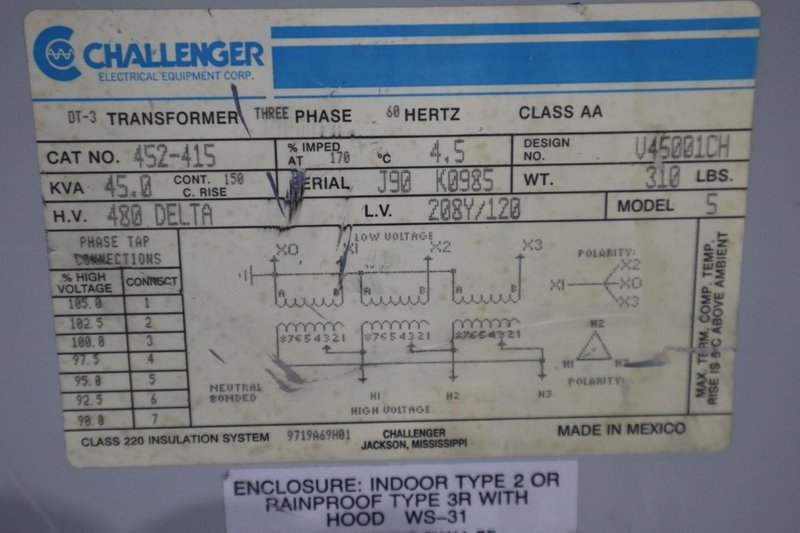 CHALLENGER
ELECTRICAL EQUIPMENT CORP.
DT-3 TRANSFORMER THREE PHASE 60 HERTZ CLASS AA
CAT NO. 452-415 % IMPED AT 170 °C 4.5 DESIGN NO. V45001CH
KVA 45.0 CONT. 150 C. RISE SERIAL J90 K0985 WT. 310 LBS.
H.V. 480 DELTA L.V. 208Y/120 MODEL 5
PHASE TAP
CONNECTIONS
% HIGH VOLTAGE CONNECT
105.0 1
102.5 2
100.0 3
97.5 4
95.0 5
92.5 6
90.0 7
LOW VOLTAGE
X0 X1 X2 X3
A B A B A B
87654321 87654321 87654321
NEUTRAL
BONDED
H1 H2 H3
HIGH VOLTAGE
POLARITY:
X2
X1 X0
X3
H2
H1 H3
POLARITY:
MAX. TERM. COMP. TEMP.
RISE IS 5°C ABOVE AMBIENT
CLASS 220 INSULATION SYSTEM 9719A69H01 CHALLENGER
JACKSON, MISSISSIPPI
MADE IN MEXICO
ENCLOSURE: INDOOR TYPE 2 OR
RAINPROOF TYPE 3R WITH
HOOD WS-31